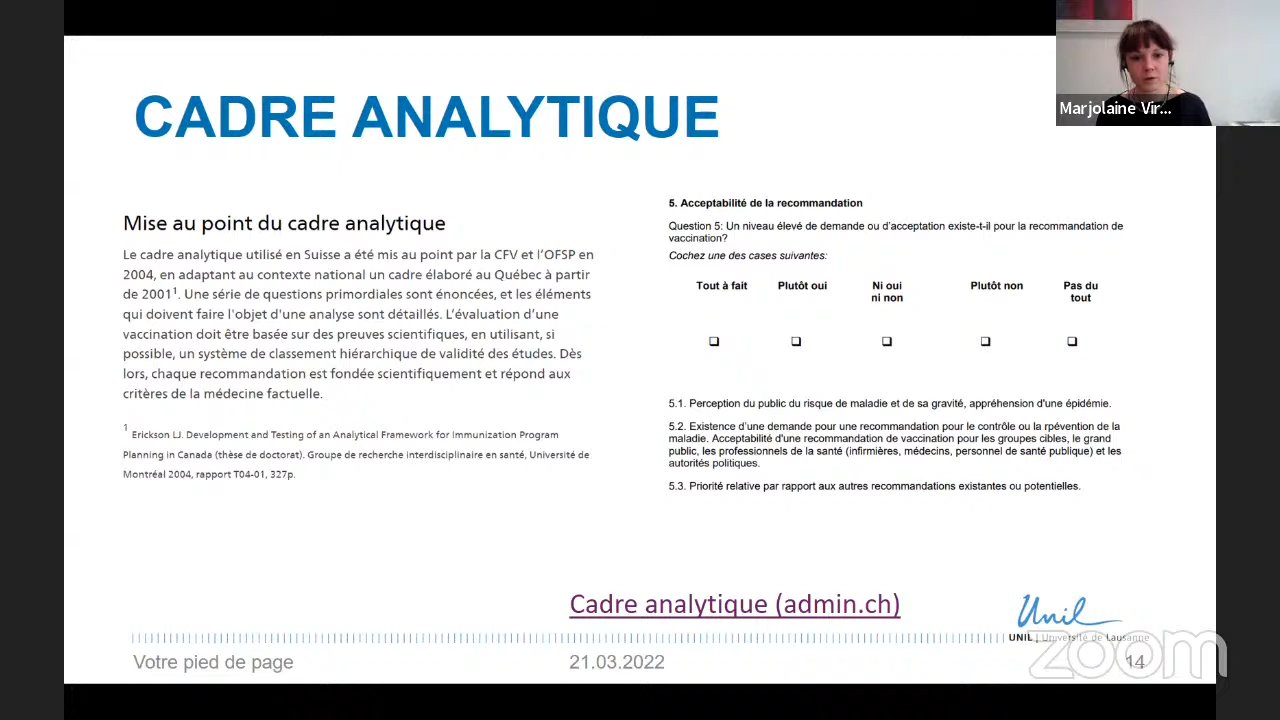 CADRE ANALYTIQUE
Marjolaine Vir...
Mise au point du cadre analytique
Le cadre analytique utilisé en Suisse a été mis au point par la CFV et l'OFSP en
2004, en adaptant au contexte national un cadre élaboré au Québec à partir
de 2001¹. Une série de questions primordiales sont énoncées, et les éléments
qui doivent faire l'objet d'une analyse sont détaillés. L'évaluation d'une
vaccination doit être basée sur des preuves scientifiques, en utilisant, si
possible, un système de classement hiérarchique de validité des études. Dès
lors, chaque recommandation est fondée scientifiquement et répond aux
critères de la médecine factuelle.
1 Erickson LJ. Development and Testing of an Analytical Framework for Immunization Program
Planning in Canada (thèse de doctorat). Groupe de recherche interdisciplinaire en santé, Université de
Montréal 2004, rapport T04-01, 327p.
5. Acceptabilité de la recommandation
Question 5: Un niveau élevé de demande ou d'acceptation existe-t-il pour la recommandation de
vaccination?
Cochez une des cases suivantes:
Tout à fait Plutôt oui Ni oui Plutôt non Pas du
ni non tout
5.1. Perception du public du risque de maladie et de sa gravité, appréhension d'une épidémie.
5.2. Existence d'une demande pour une recommandation pour le contrôle ou la rpévention de la
maladie. Acceptabilité d'une recommandation de vaccination pour les groupes cibles, le grand
public, les professionnels de la santé (infirmières, médecins, personnel de santé publique) et les
autorités politiques.
5.3. Priorité relative par rapport aux autres recommandations existantes ou potentielles.
Cadre analytique (admin.ch)
Unil
UNIL | Université de Lausanne
Votre pied de page 21.03.2022 14
zoom